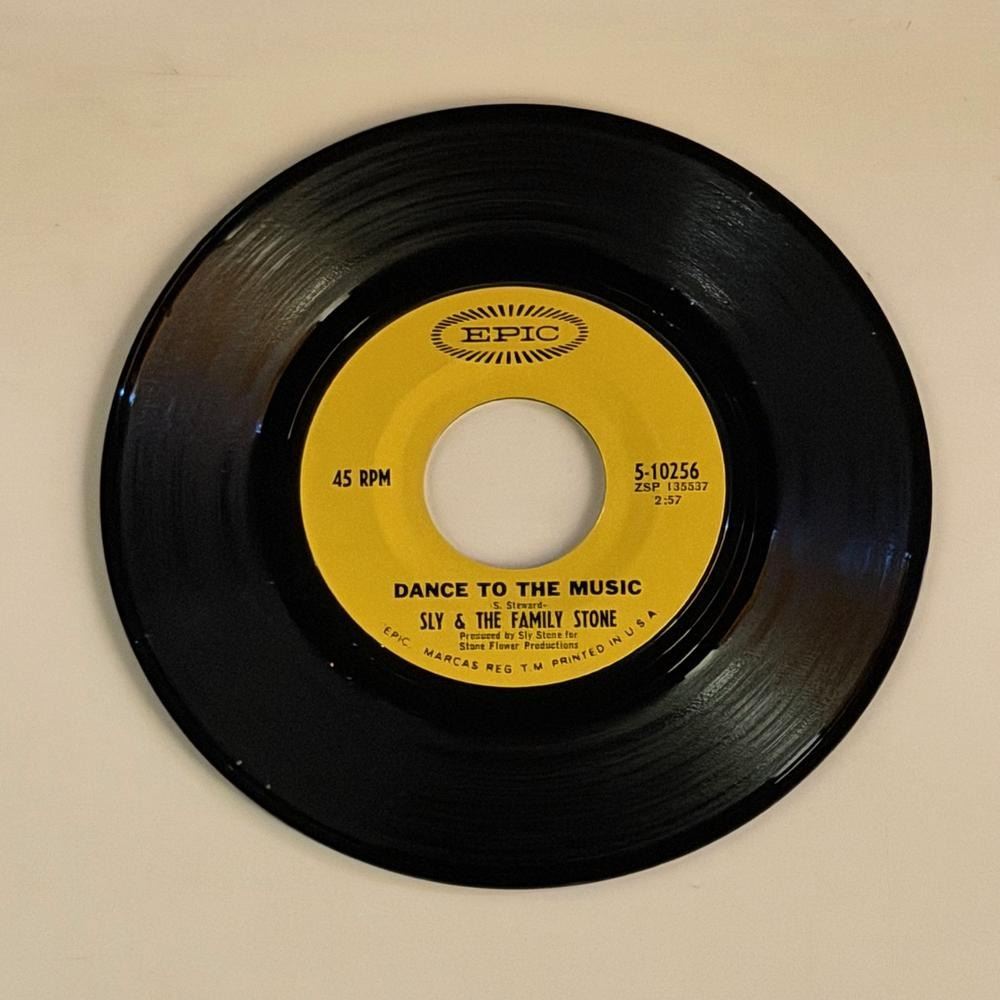 EPIC
45 RPM
5-10256
ZSP 135537
2:57
DANCE TO THE MUSIC
-S. Steward-
SLY & THE FAMILY STONE
Produced by Sly Stone for
Stone Flower Productions
"EPIC. MARCAS REG T.M PRINTED IN U.S.A